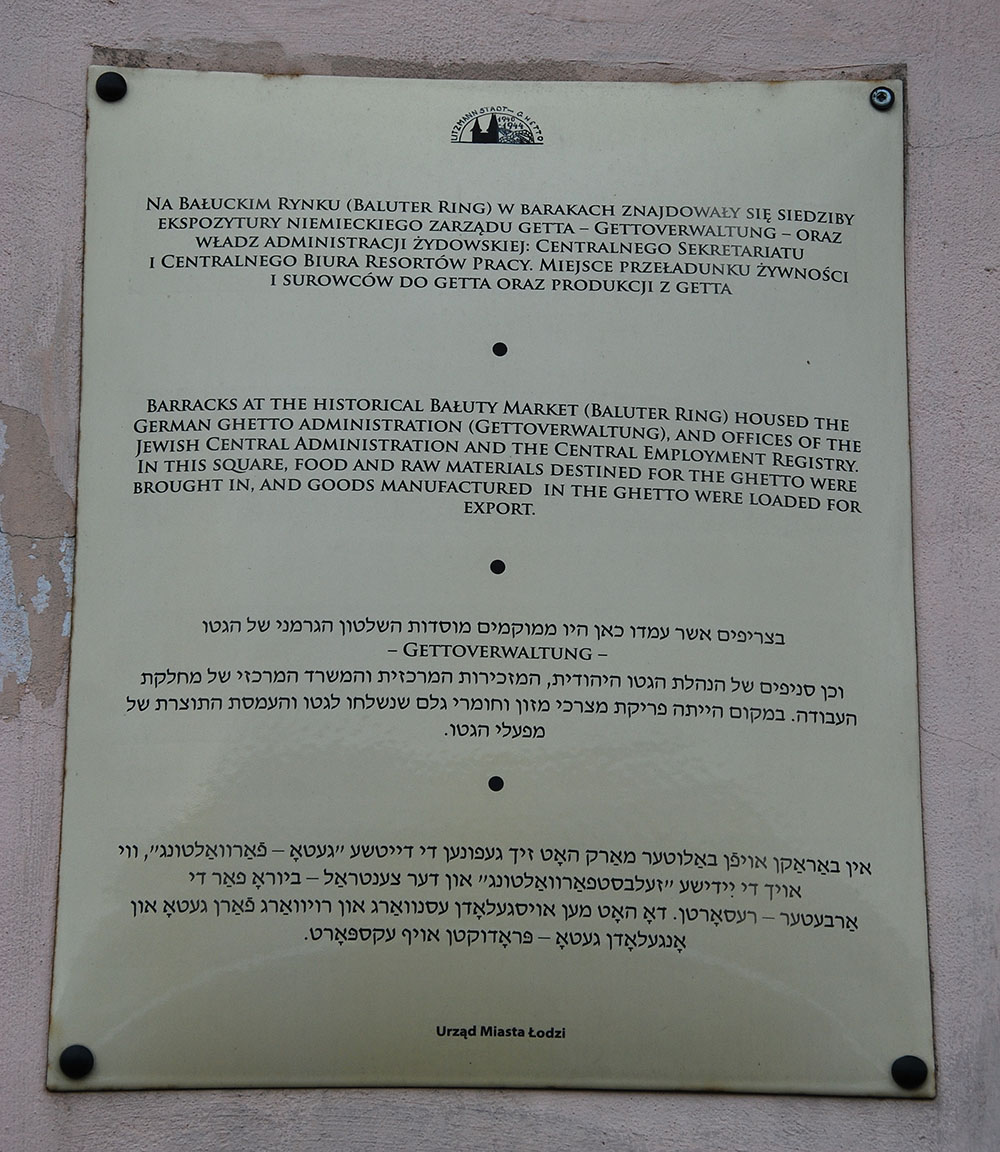 LITZMANNSTADT – GHETTO
1940
-1944
Na Bałuckim Rynku (Baluter Ring) w barakach znajdowały się siedziby
ekspozytury niemieckiego zarządu getta – Gettoverwaltung – oraz
władz administracji żydowskiej: Centralnego Sekretariatu
i Centralnego Biura Resortów Pracy. Miejsce przeładunku żywności
i surowców do getta oraz produkcji z getta
●
Barracks at the historical Bałuty Market (Baluter Ring) housed the
German ghetto administration (Gettoverwaltung), and offices of the
Jewish Central Administration and the Central Employment Registry.
In this square, food and raw materials destined for the ghetto were
brought in, and goods manufactured in the ghetto were loaded for
export.
●
בצריפים אשר עמדו כאן היו ממוקמים מוסדות השלטון הגרמני של הגטו
– Gettoverwaltung –
וכן סניפים של הנהלת הגטו היהודית, המזכירות המרכזית והמשרד המרכזי של מחלקת
העבודה. במקום הייתה פריקת מצרכי מזון וחומרי גלם שנשלחו לגטו והעמסת התוצרת של
מפעלי הגטו.
●
אין באַראַקן אויפֿן באַלוטער מאַרק האָט זיך געפונען די דייטשע "געטאָ – פֿאַרוואַלטונג", ווי
אויך די ייִדישע "זעלבסטפאַרוואַלטונג" און דער צענטראַל – ביוראָ פאַר די
אַרבעטער – רעסאָרטן. דאָ האָט מען אויסגעלאָדן עסנוואַרג און רויוואַרג פֿאַרן געטאָ און
אָנגעלאָדן געטאָ – פּראָדוקטן אויף עקספּאָרט.
Urząd Miasta Łodzi